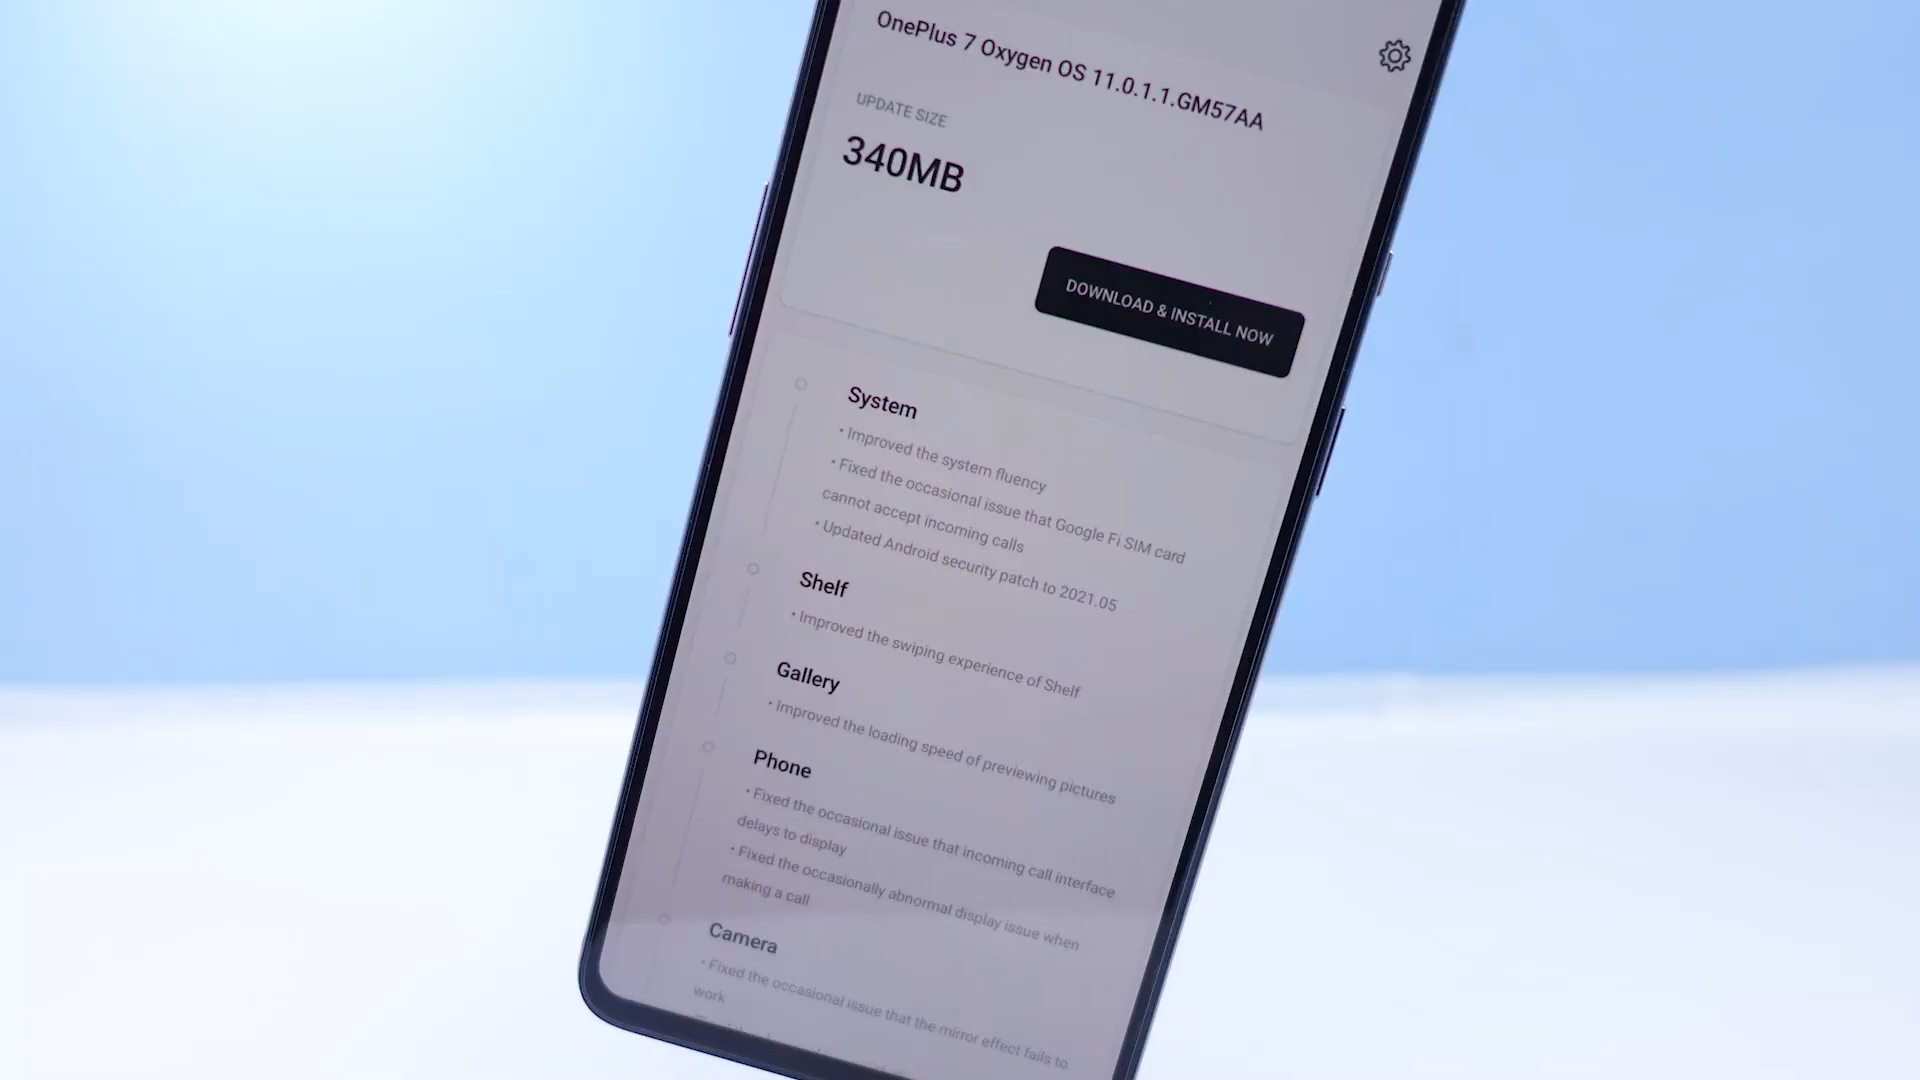 OnePlus 7 Oxygen OS 11.0.1.1.GM57AA
UPDATE SIZE
340MB
DOWNLOAD & INSTALL NOW
System
• Improved the system fluency
• Fixed the occasional issue that Google Fi SIM card
cannot accept incoming calls
• Updated Android security patch to 2021.05
Shelf
• Improved the swiping experience of Shelf
Gallery
• Improved the loading speed of previewing pictures
Phone
• Fixed the occasional issue that incoming call interface
delays to display
• Fixed the occasionally abnormal display issue when
making a call
Camera
• Fixed the occasional issue that the mirror effect fails to
work